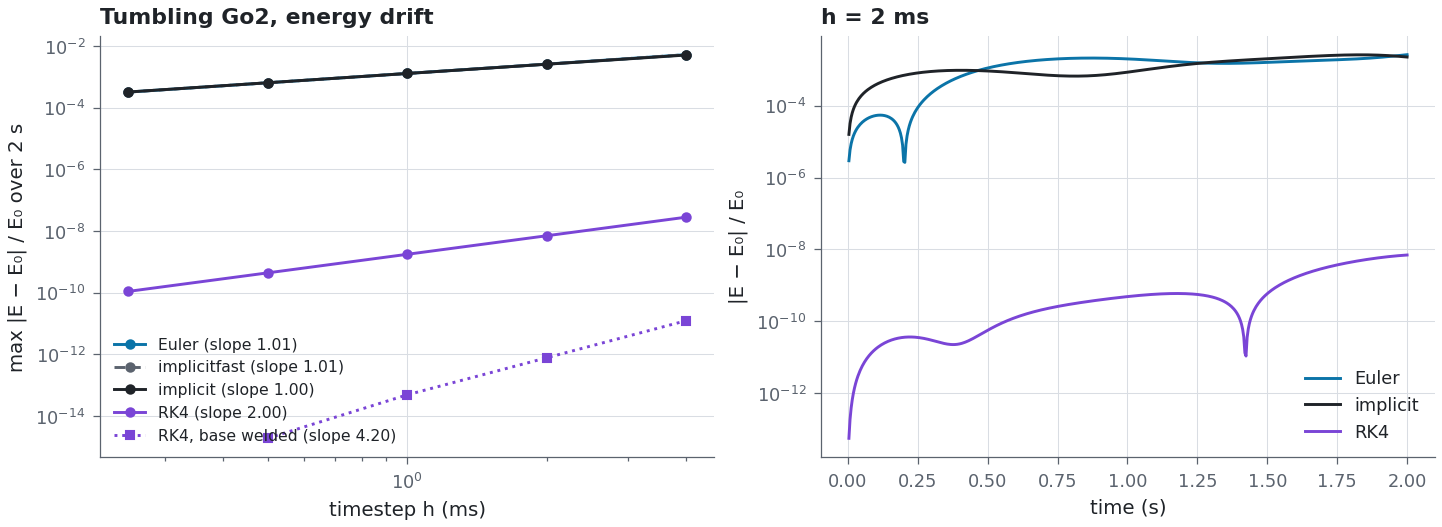 Tumbling Go2, energy drift
max |E − E₀| / E₀ over 2 s
10⁻²
10⁻⁴
10⁻⁶
10⁻⁸
10⁻¹⁰
10⁻¹²
10⁻¹⁴
Euler (slope 1.01)
implicitfast (slope 1.01)
implicit (slope 1.00)
RK4 (slope 2.00)
RK4, base welded (slope 4.20)
10⁰
timestep h (ms)
h = 2 ms
|E − E₀| / E₀
10⁻⁴
10⁻⁶
10⁻⁸
10⁻¹⁰
10⁻¹²
Euler
implicit
RK4
0.00 0.25 0.50 0.75 1.00 1.25 1.50 1.75 2.00
time (s)